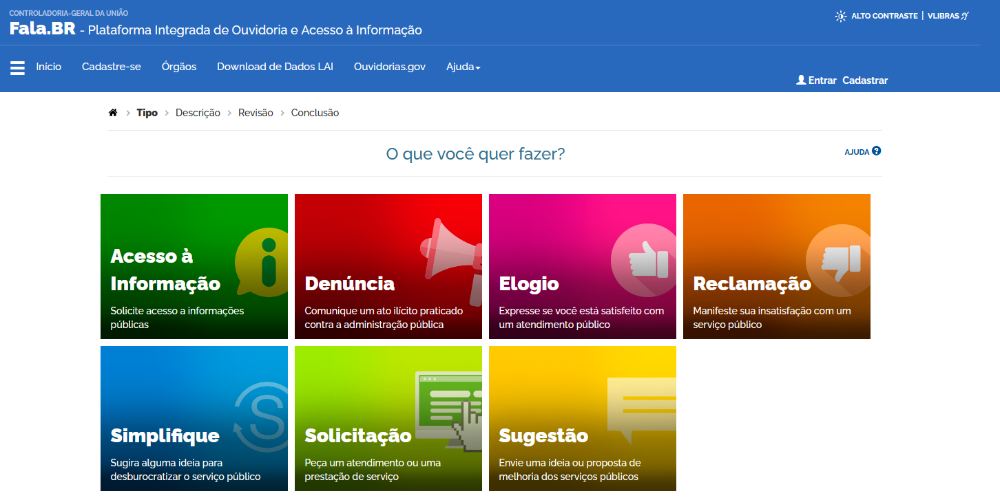 CONTROLADORIA-GERAL DA UNIÃO
Fala.BR - Plataforma Integrada de Ouvidoria e Acesso à Informação
ALTO CONTRASTE | VLIBRAS
Início Cadastre-se Órgãos Download de Dados LAI Ouvidorias.gov Ajuda
Entrar Cadastrar
Tipo > Descrição > Revisão > Conclusão
O que você quer fazer?
AJUDA
Acesso à
Informação
Solicite acesso a informações
públicas
Denúncia
Comunique um ato ilícito praticado
contra a administração pública
Elogio
Expresse se você está satisfeito com
um atendimento público
Reclamação
Manifeste sua insatisfação com um
serviço público
Simplifique
Sugira alguma ideia para
desburocratizar o serviço público
Solicitação
Peça um atendimento ou uma
prestação de serviço
Sugestão
Envie uma ideia ou proposta de
melhoria dos serviços públicos